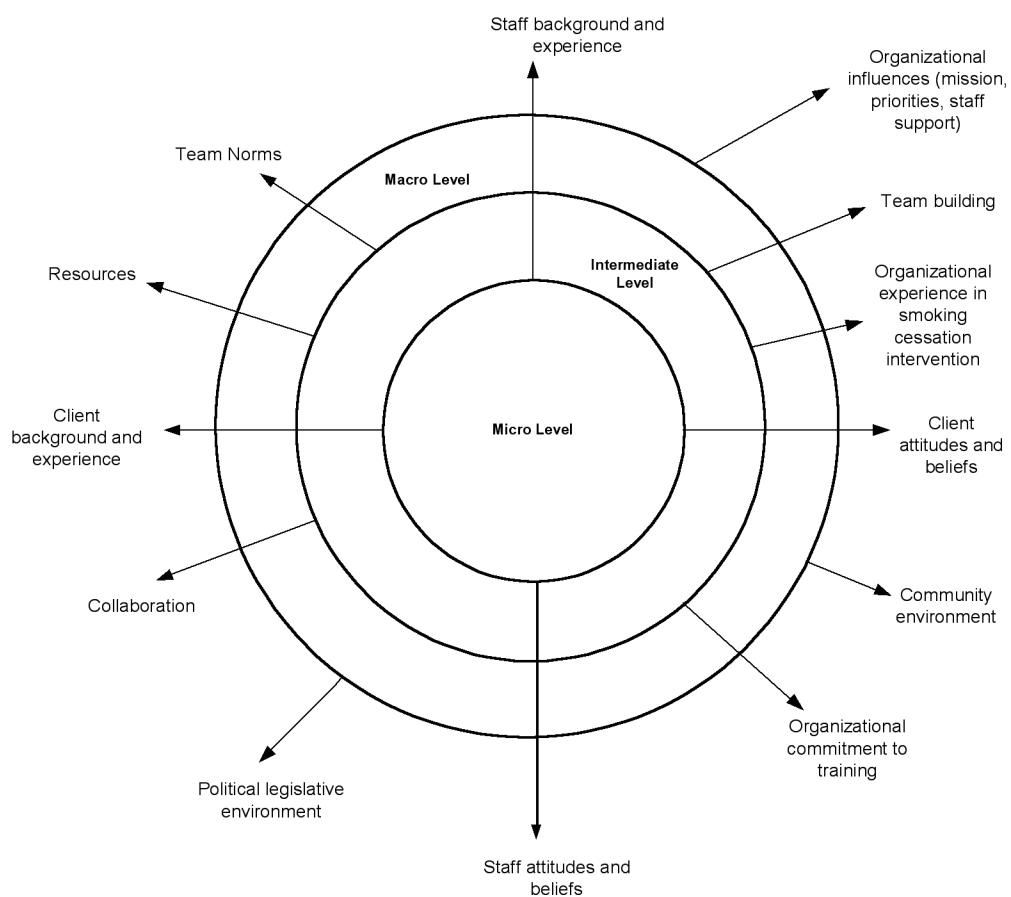 Staff background and
experience
Organizational
influences (mission,
priorities, staff
support)
Team Norms
Macro Level
Team building
Resources
Intermediate
Level
Organizational
experience in
smoking
cessation
intervention
Client
background and
experience
Micro Level
Client
attitudes and
beliefs
Collaboration
Community
environment
Organizational
commitment to
training
Political legislative
environment
Staff attitudes and
beliefs